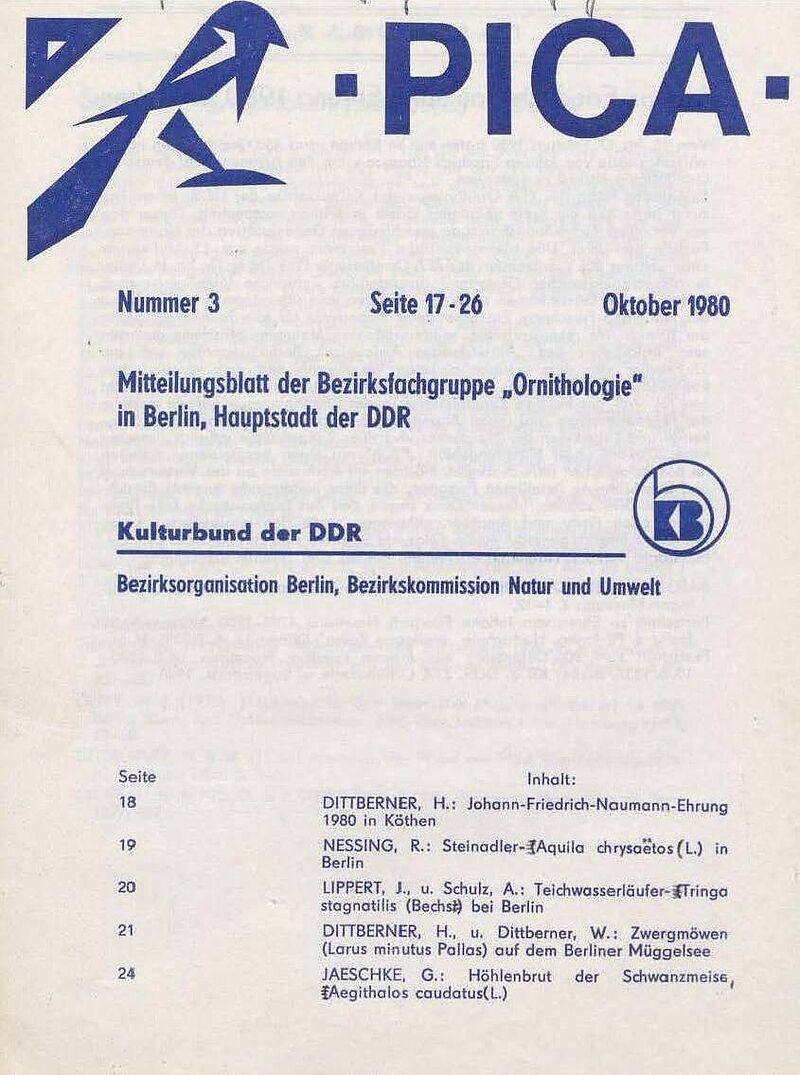 · PICA ·
Nummer 3 Seite 17-26 Oktober 1980
Mitteilungsblatt der Bezirksfachgruppe „Ornithologie"
in Berlin, Hauptstadt der DDR
KB
Kulturbund der DDR
Bezirksorganisation Berlin, Bezirkskommission Natur und Umwelt
Seite Inhalt:
18 DITTBERNER, H.: Johann-Friedrich-Naumann-Ehrung
1980 in Köthen
19 NESSING, R.: Steinadler-Aquila chrysaëtos (L.) in
Berlin
20 LIPPERT, J., u. Schulz, A.: Teichwasserläufer-Tringa
stagnatilis (Bechst) bei Berlin
21 DITTBERNER, H., u. Dittberner, W.: Zwergmöwen
(Larus minutus Pallas) auf dem Berliner Müggelsee
24 JAESCHKE, G.: Höhlenbrut der Schwanzmeise,
Aegithalos caudatus (L.)